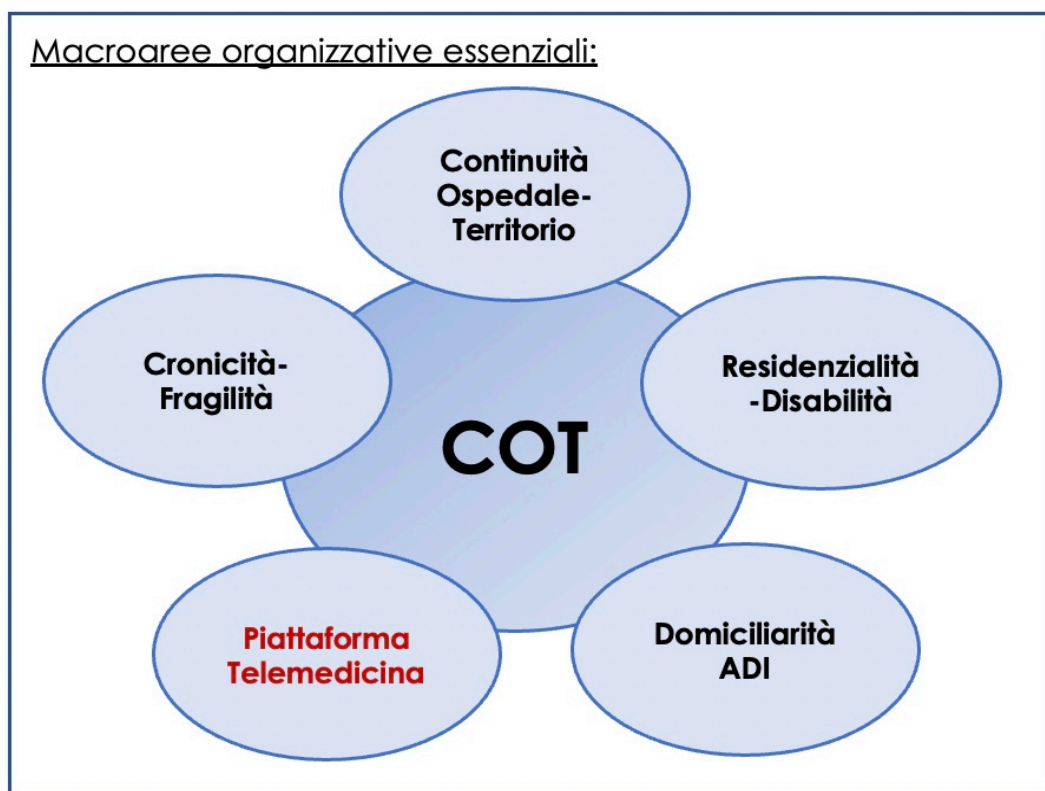 Macroaree organizzative essenziali:
Continuità
Ospedale-
Territorio
Cronicità-
Fragilità
Residenzialità
-Disabilità
COT
Piattaforma
Telemedicina
Domiciliarità
ADI